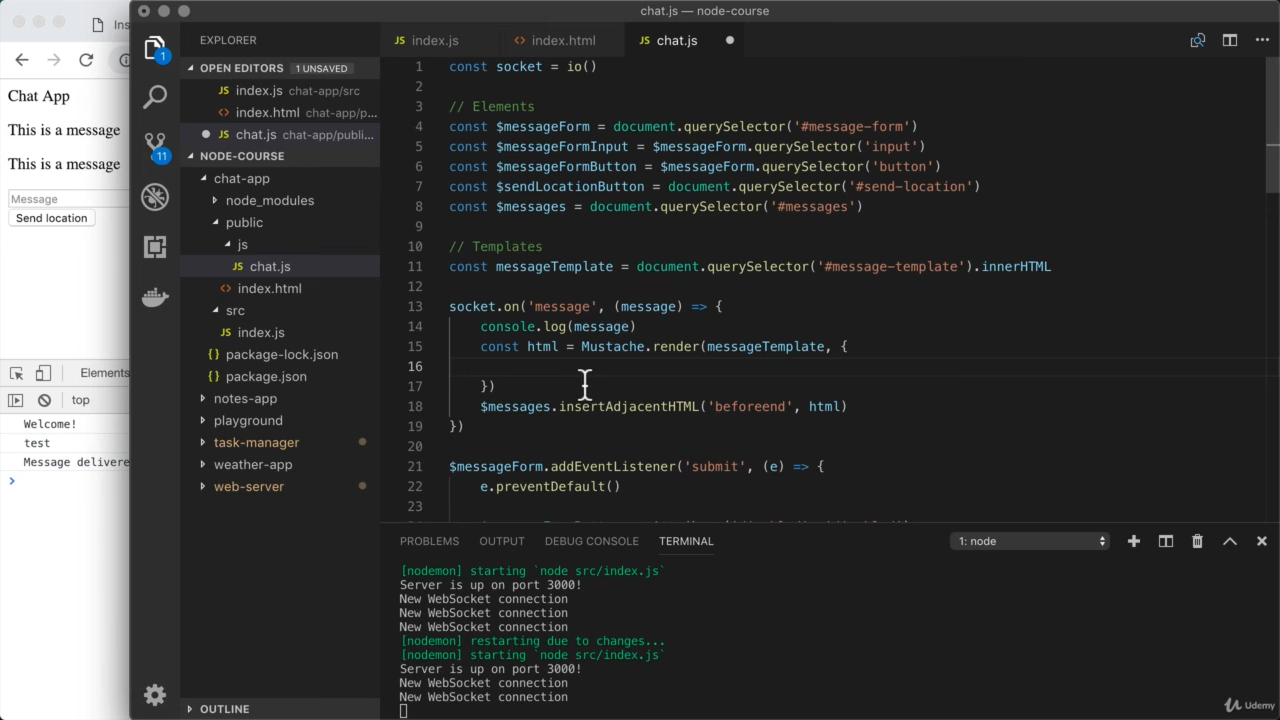 chat.js — node-course
Ins
Chat App
This is a message
This is a message
Message
Send location
Elements
top
Welcome!
test
Message delivere
1
11
EXPLORER
OPEN EDITORS 1 UNSAVED
JS index.js chat-app/src
<> index.html chat-app/p...
JS chat.js chat-app/publi...
NODE-COURSE
chat-app
node_modules
public
js
JS chat.js
<> index.html
src
JS index.js
{} package-lock.json
{} package.json
notes-app
playground
task-manager
weather-app
web-server
OUTLINE
JS index.js <> index.html JS chat.js
1 const socket = io()
2
3 // Elements
4 const $messageForm = document.querySelector('#message-form')
5 const $messageFormInput = $messageForm.querySelector('input')
6 const $messageFormButton = $messageForm.querySelector('button')
7 const $sendLocationButton = document.querySelector('#send-location')
8 const $messages = document.querySelector('#messages')
9
10 // Templates
11 const messageTemplate = document.querySelector('#message-template').innerHTML
12
13 socket.on('message', (message) => {
14 console.log(message)
15 const html = Mustache.render(messageTemplate, {
16
17 })
18 $messages.insertAdjacentHTML('beforeend', html)
19 })
20
21 $messageForm.addEventListener('submit', (e) => {
22 e.preventDefault()
23
PROBLEMS OUTPUT DEBUG CONSOLE TERMINAL 1: node
[nodemon] starting `node src/index.js`
Server is up on port 3000!
New WebSocket connection
New WebSocket connection
New WebSocket connection
[nodemon] restarting due to changes...
[nodemon] starting `node src/index.js`
Server is up on port 3000!
New WebSocket connection
New WebSocket connection
Udemy